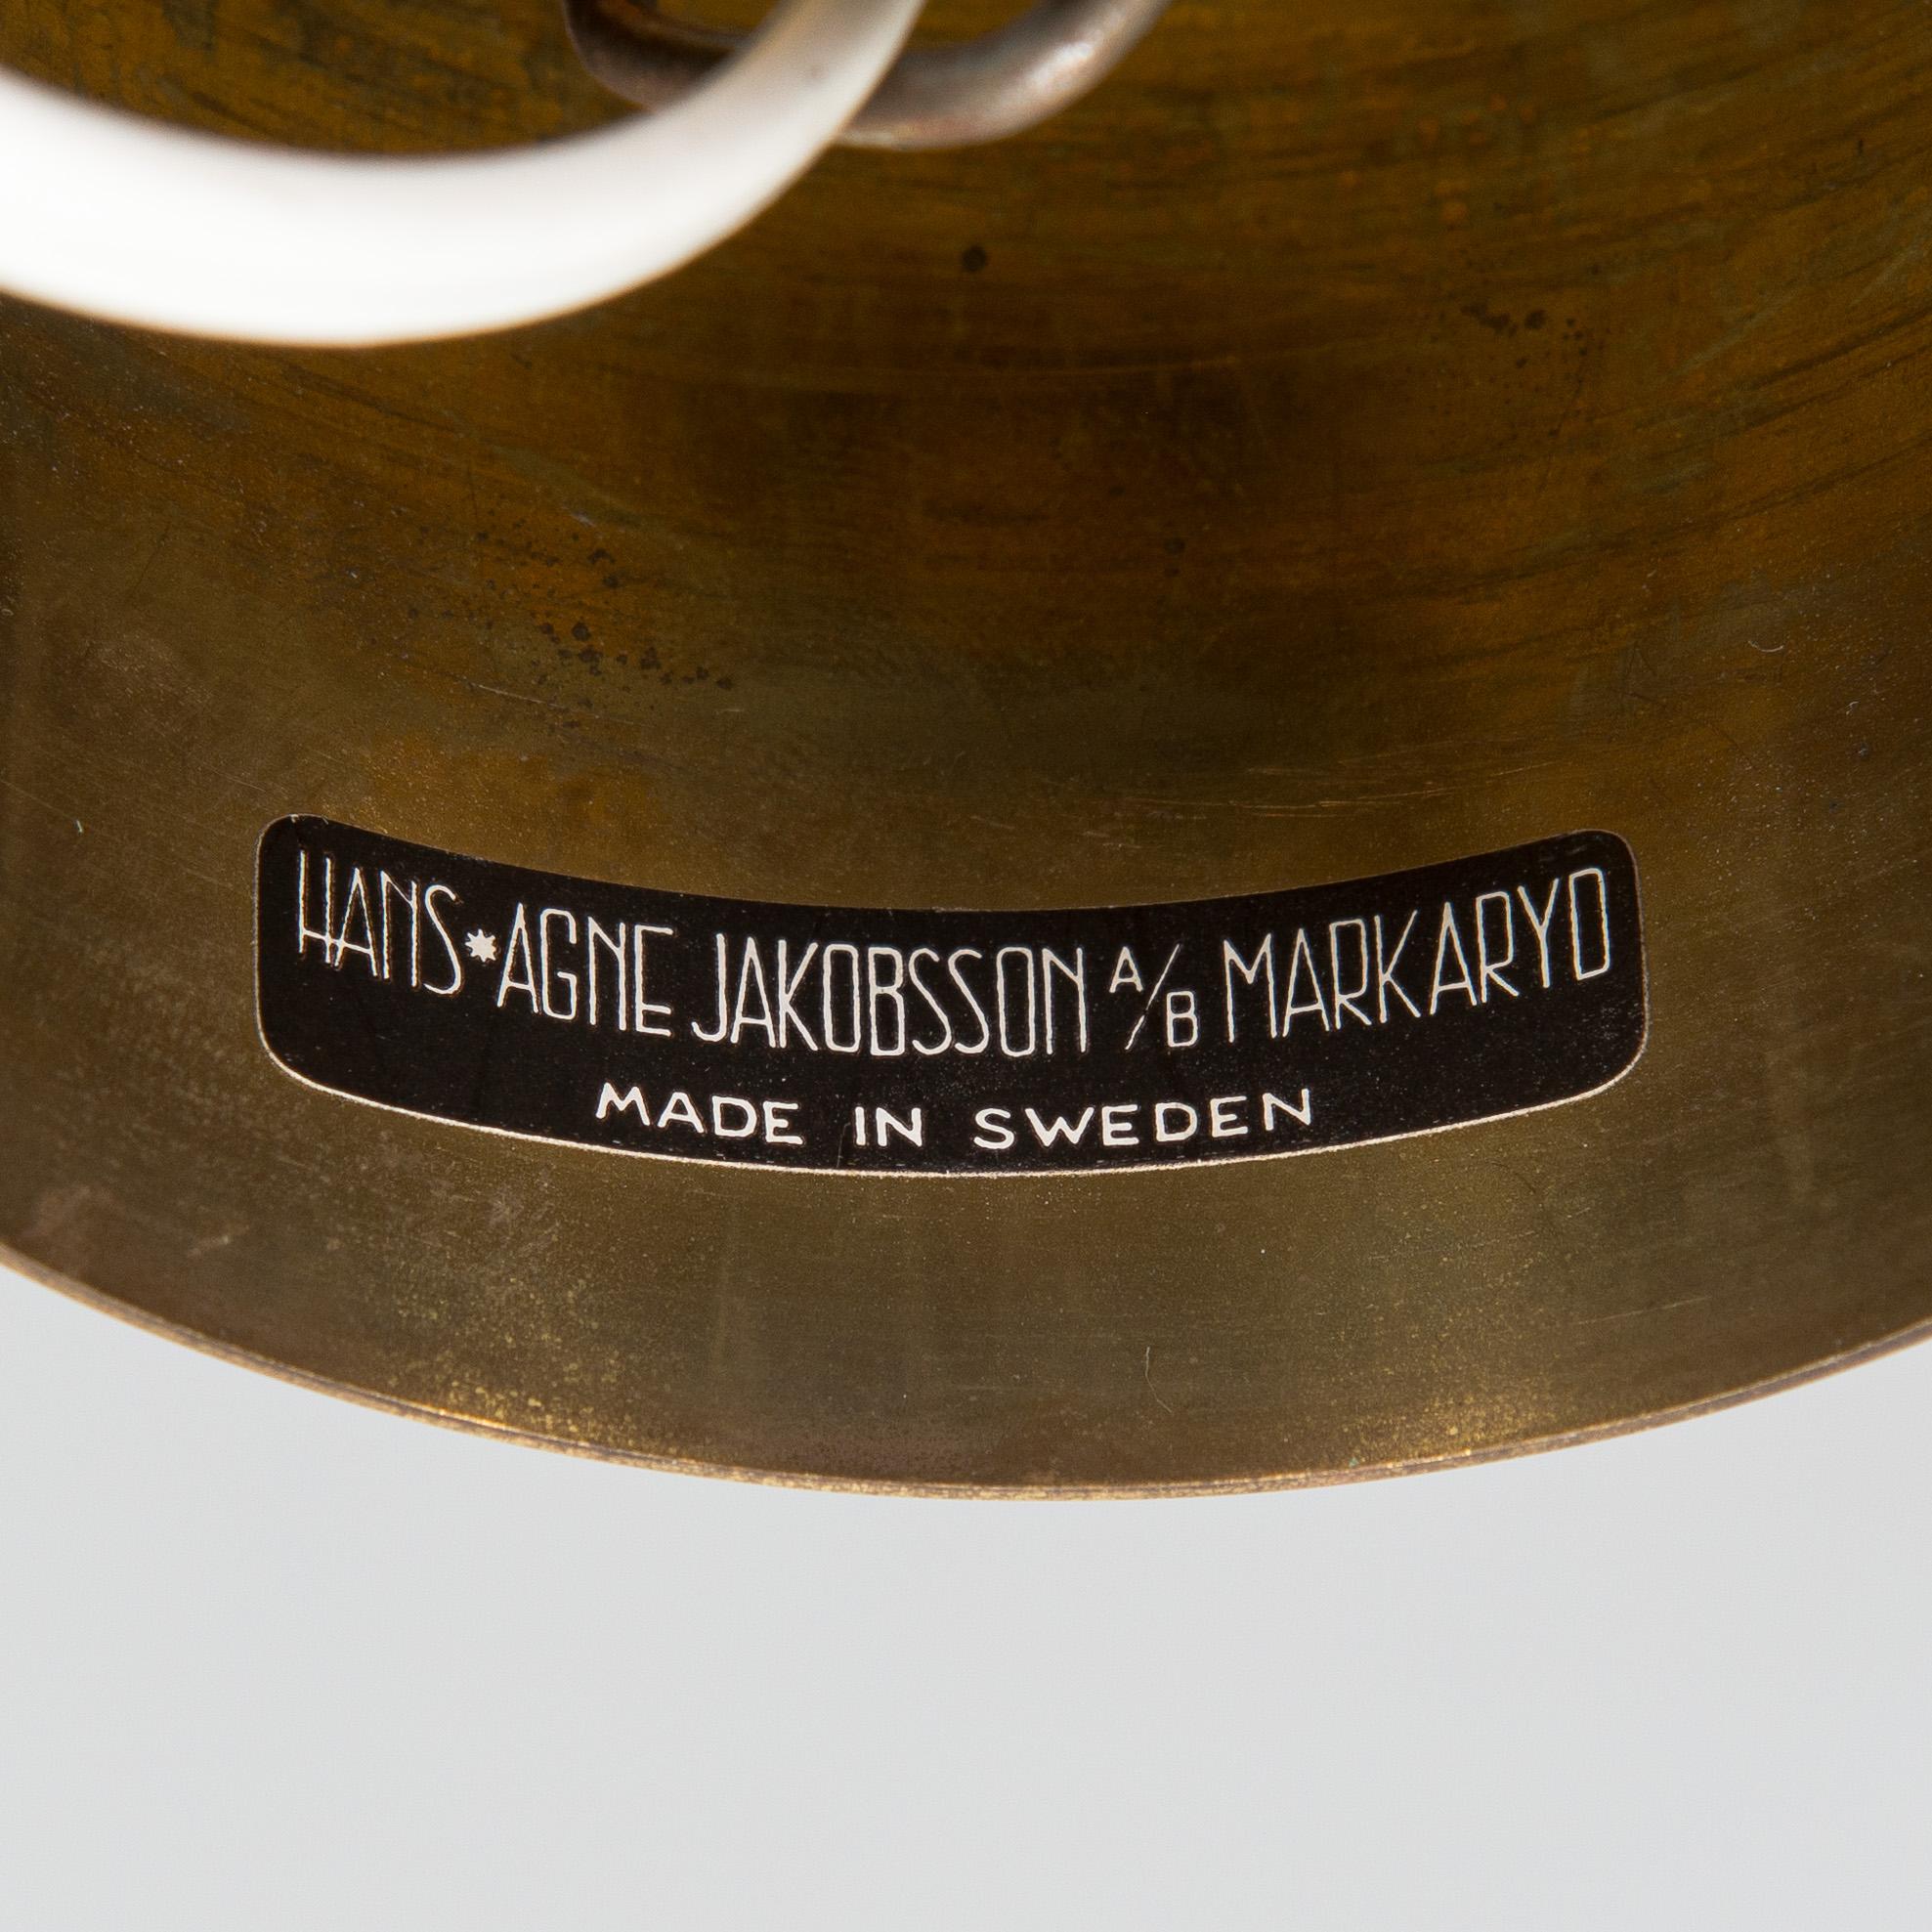 HANS*AGNE JAKOBSSON A/B MARKARYD
MADE IN SWEDEN